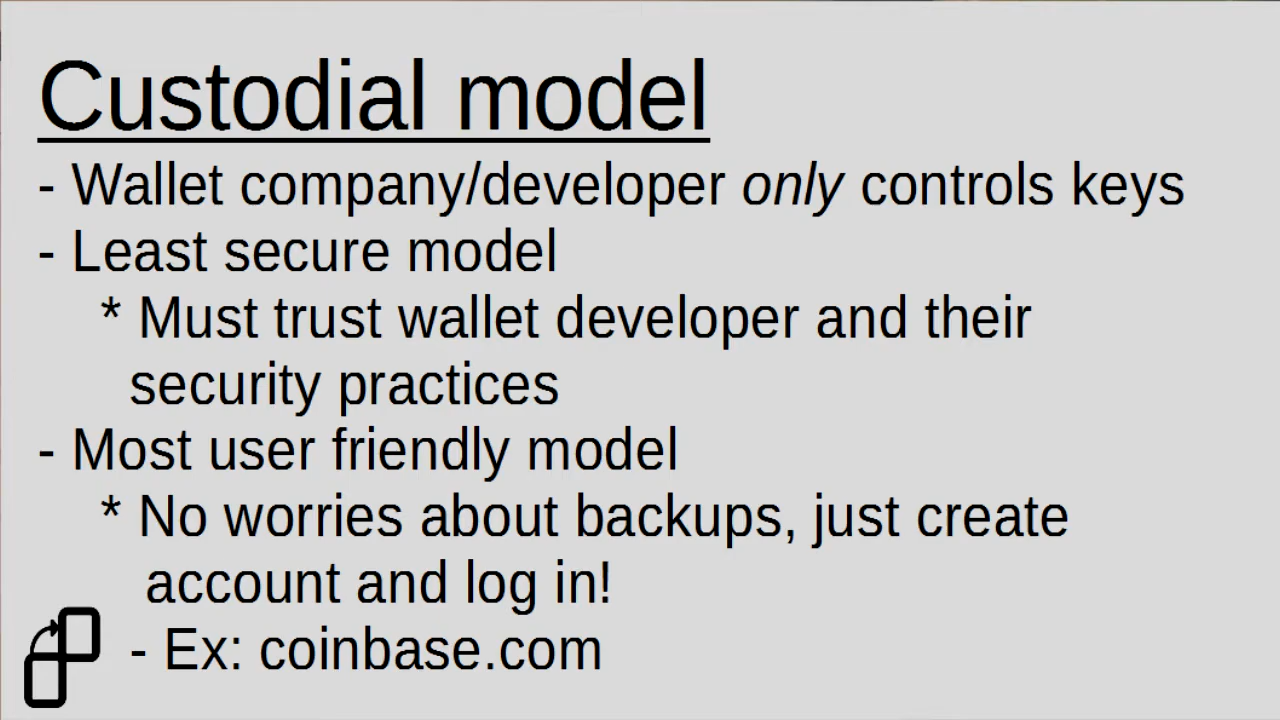 Custodial model
- Wallet company/developer only controls keys
- Least secure model
* Must trust wallet developer and their
security practices
- Most user friendly model
* No worries about backups, just create
account and log in!
- Ex: coinbase.com